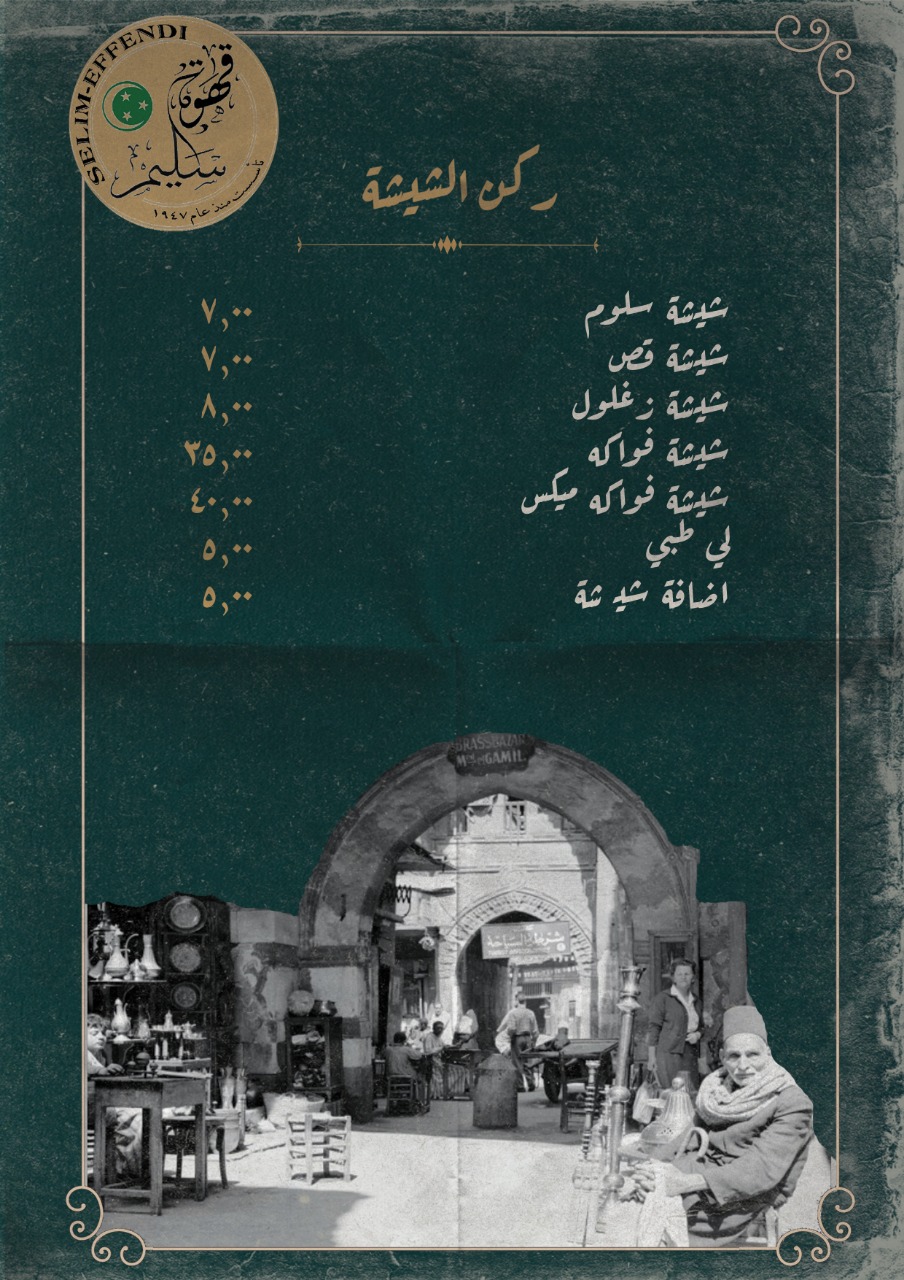 SELIM-EFFENDI
قهوة
سليم
تأسست منذ عام ١٩٤٧
ركن الشيشة
شيشة سلوم ٧,٠٠
شيشة قص ٧,٠٠
شيشة زغلول ٨,٠٠
شيشة فواكه ٣٥,٠٠
شيشة فواكه ميكس ٤٠,٠٠
لي طبي ٥,٠٠
اضافة شيشة ٥,٠٠
BRASSBAZAR
GAMIL